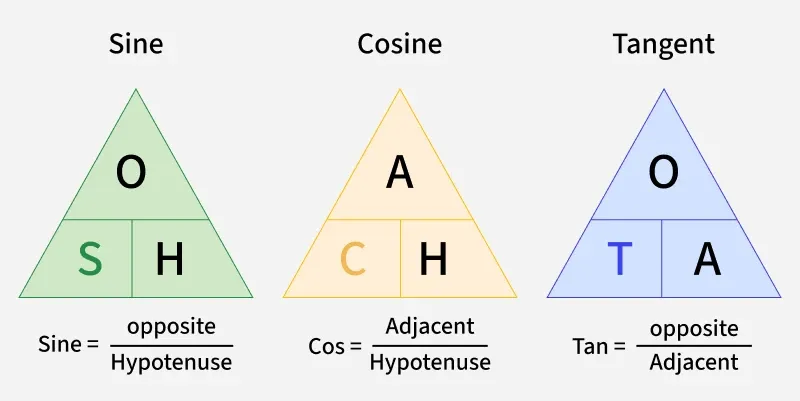 Sine
Cosine
Tangent
O
S H
A
C H
O
T A
Sine = opposite
Hypotenuse
Cos = Adjacent
Hypotenuse
Tan = opposite
Adjacent